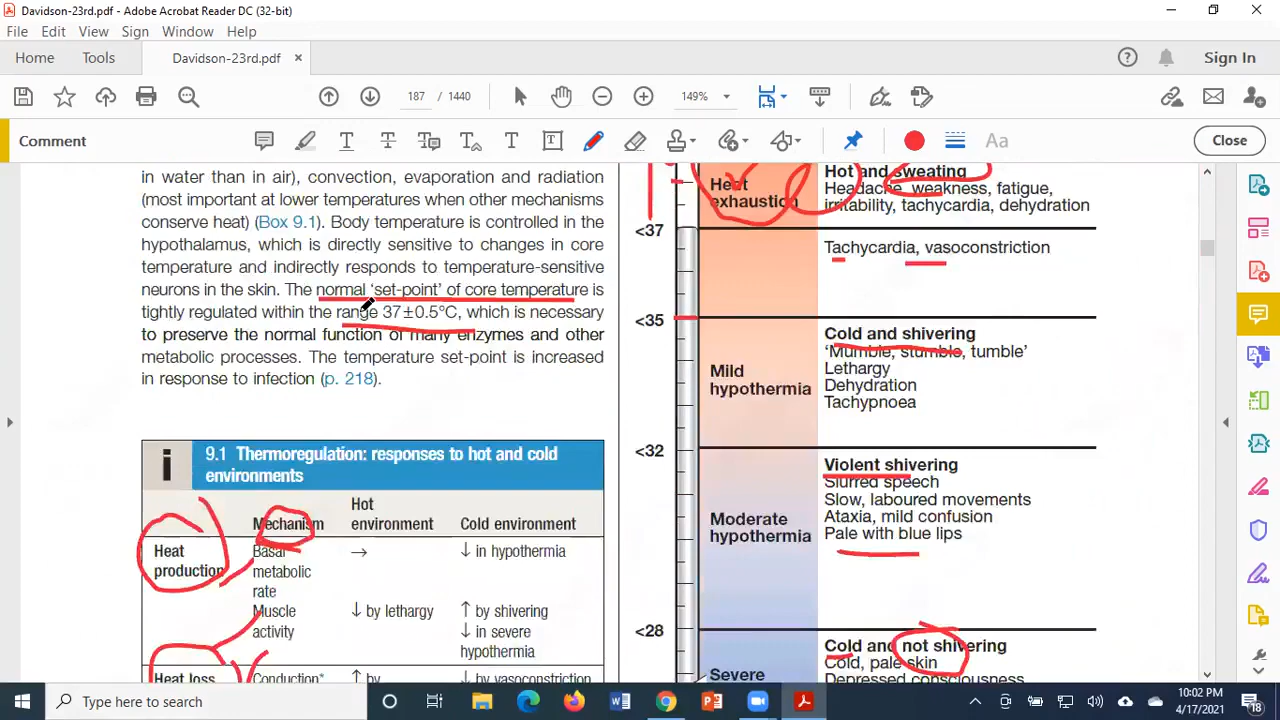 Davidson-23rd.pdf - Adobe Acrobat Reader DC (32-bit)
File Edit View Sign Window Help
Home Tools Davidson-23rd.pdf × Sign In
187 / 1440 149%
Comment Close
in water than in air), convection, evaporation and radiation
(most important at lower temperatures when other mechanisms
conserve heat) (Box 9.1). Body temperature is controlled in the
hypothalamus, which is directly sensitive to changes in core
temperature and indirectly responds to temperature-sensitive
neurons in the skin. The normal ‘set-point’ of core temperature is
tightly regulated within the range 37±0.5°C, which is necessary
to preserve the normal function of many enzymes and other
metabolic processes. The temperature set-point is increased
in response to infection (p. 218).
i 9.1 Thermoregulation: responses to hot and cold
environments
Mechanism Hot
environment Cold environment
Heat
production Basal
metabolic
rate → ↓ in hypothermia
Muscle
activity ↓ by lethargy ↑ by shivering
↓ in severe
hypothermia
Heat loss Conduction* ↑ by ↓ by vasoconstriction
Heat
exhaustion
Hot and sweating
Headache, weakness, fatigue,
irritability, tachycardia, dehydration
<37
Tachycardia, vasoconstriction
<35
Mild
hypothermia
Cold and shivering
‘Mumble, stumble, tumble’
Lethargy
Dehydration
Tachypnoea
<32
Moderate
hypothermia
Violent shivering
Slurred speech
Slow, laboured movements
Ataxia, mild confusion
Pale with blue lips
<28
Severe
Cold and not shivering
Cold, pale skin
Depressed consciousness
Type here to search
10:02 PM
4/17/2021
18